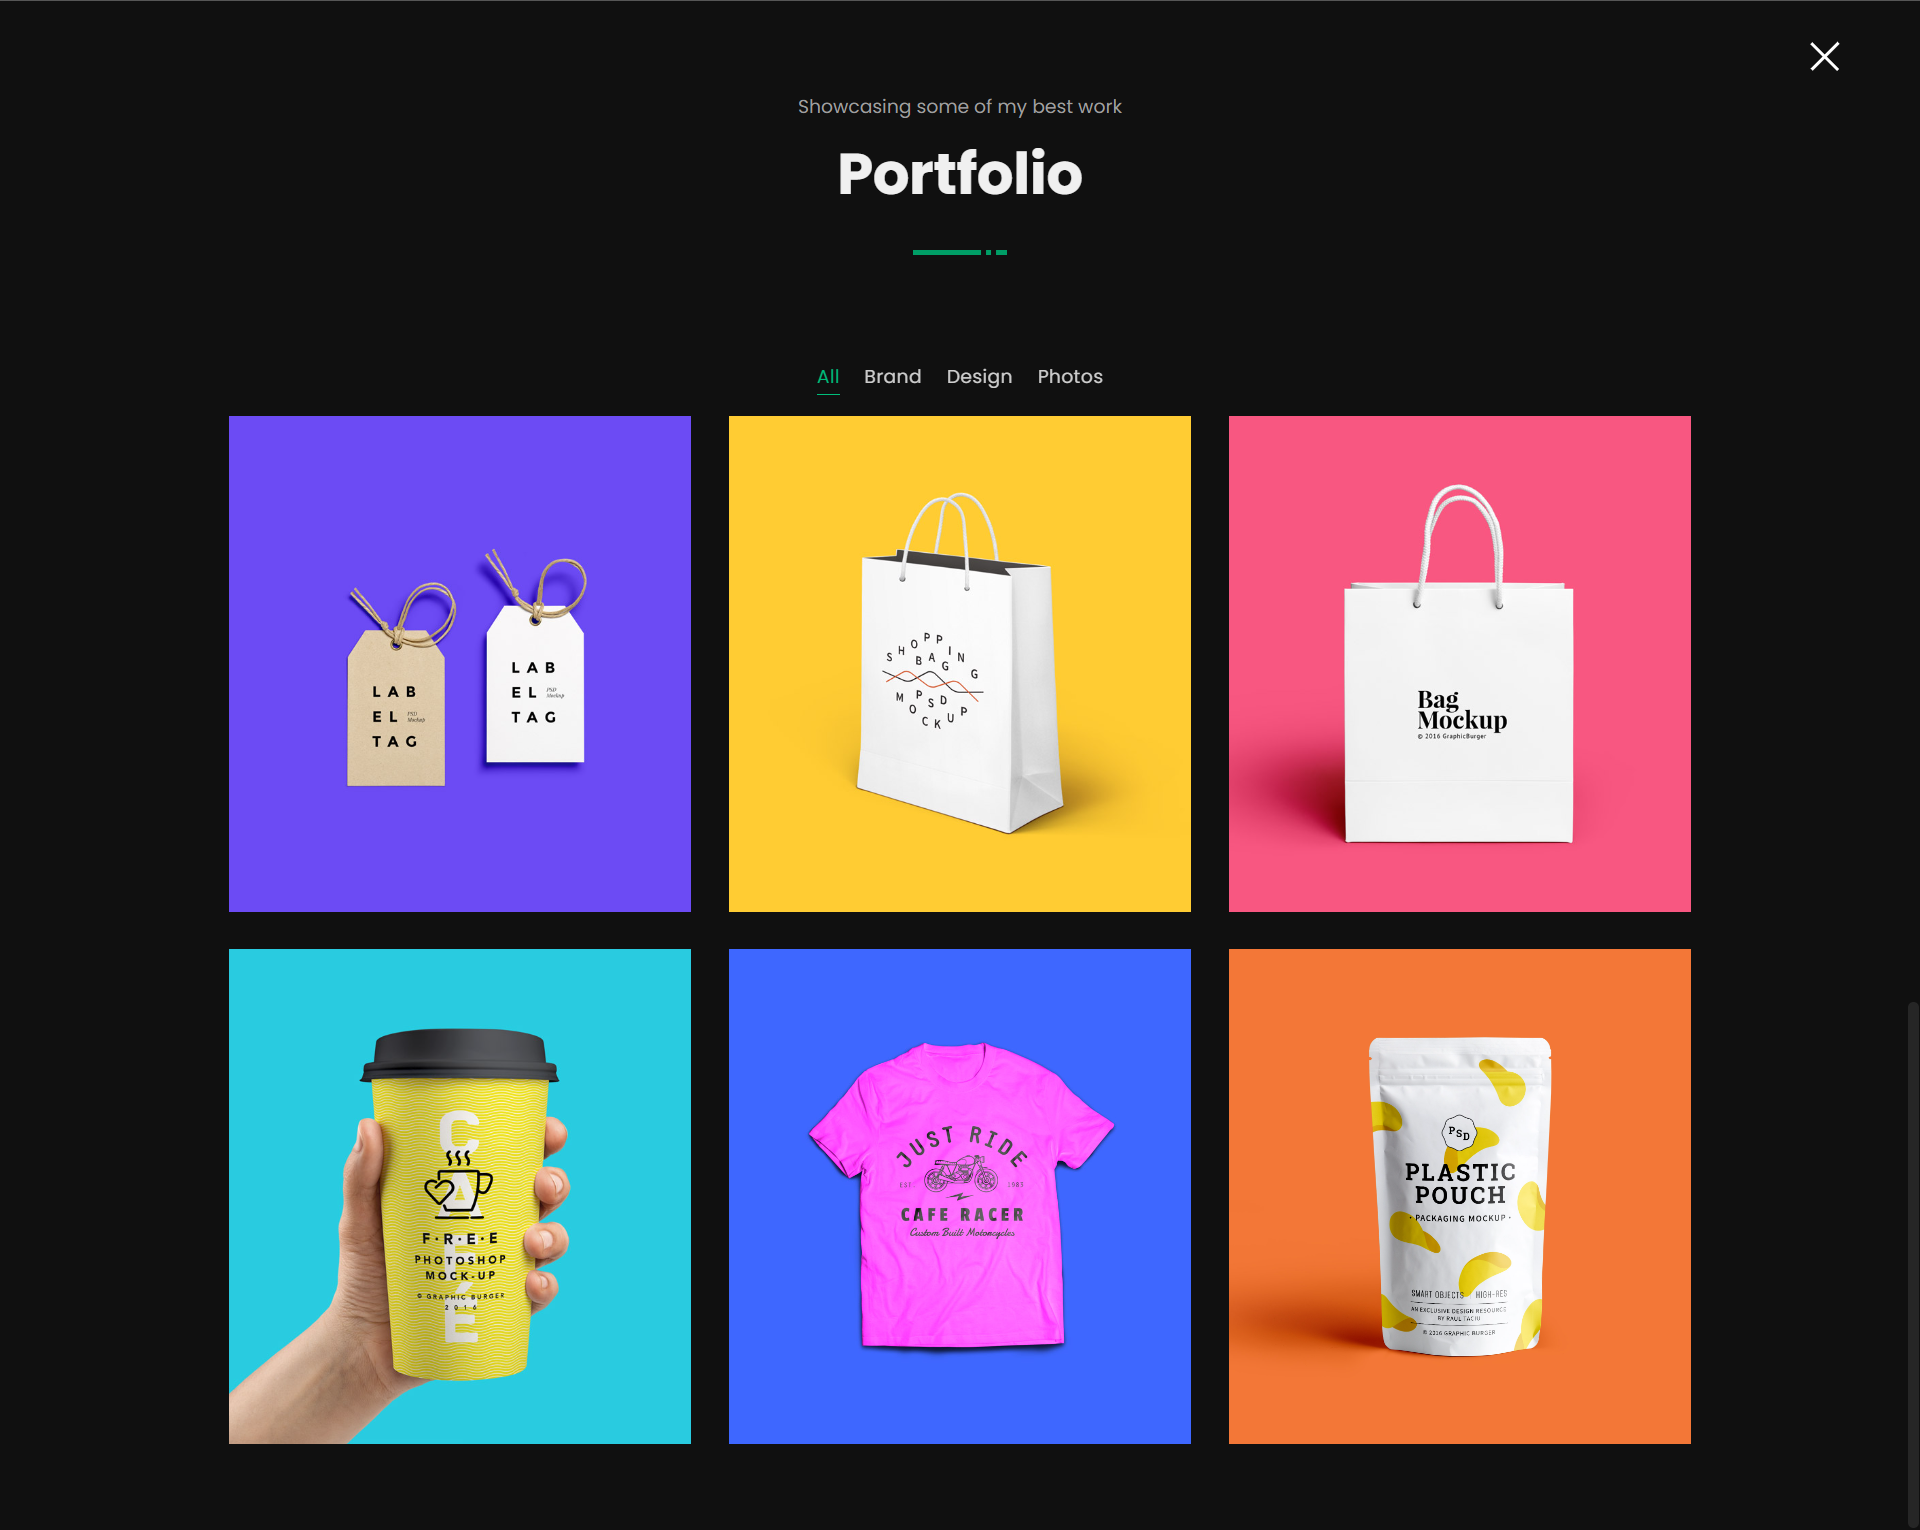 Showcasing some of my best work
Portfolio
All Brand Design Photos
LAB
EL PSD Mockup
TAG
LAB
EL PSD Mockup
TAG
SHOPPING
BAG
PSD
MOCKUP
Bag
Mockup
© 2016 GraphicBurger
CAFE
F·R·E·E
PHOTOSHOP
MOCK-UP
© GRAPHIC BURGER
2016
JUST RIDE
EST 1983
CAFE RACER
Custom Built Motorcycles
PSD
PLASTIC
POUCH
· PACKAGING MOCKUP ·
SMART OBJECTS HIGH-RES
AN EXCLUSIVE DESIGN RESOURCE
BY RAUL TACIU
© 2016 GRAPHIC BURGER